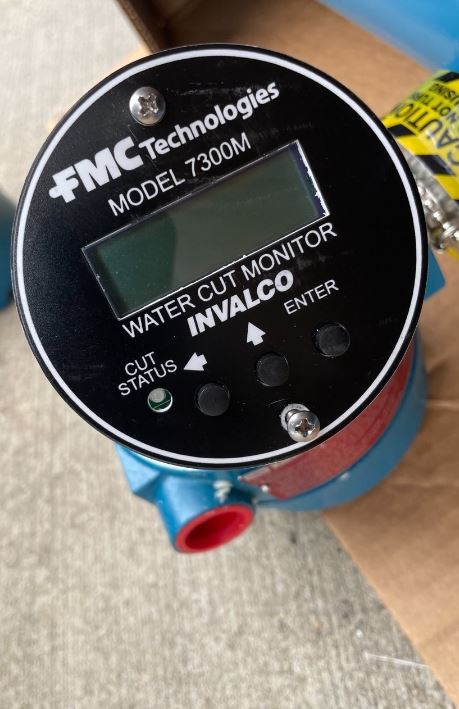 FMC Technologies
MODEL 7300M
WATER CUT MONITOR
INVALCO
CUT
STATUS
ENTER
CAUTION